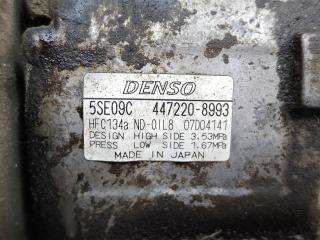 DENSO
5SE09C 447220-8993
HFC134a ND-OIL8 07D04141
DESIGN HIGH SIDE 3.53MPa
PRESS LOW SIDE 1.67MPa
MADE IN JAPAN